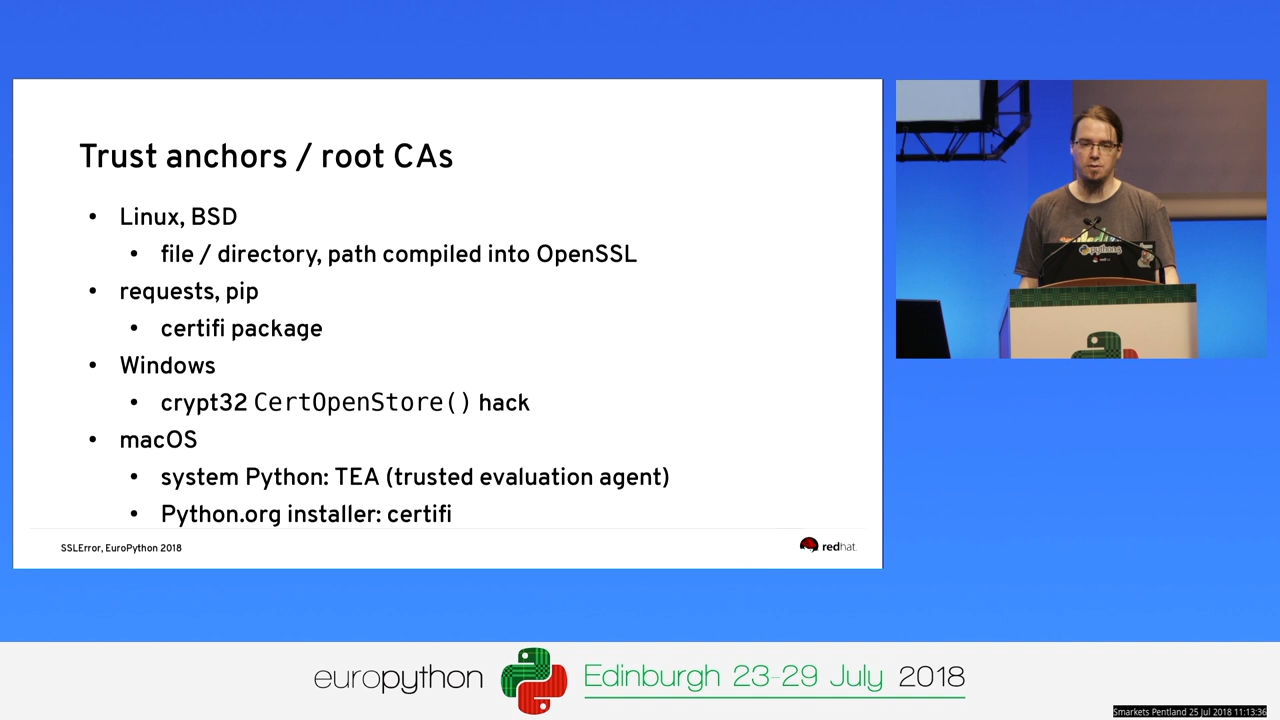 Trust anchors / root CAs
• Linux, BSD
• file / directory, path compiled into OpenSSL
• requests, pip
• certifi package
• Windows
• crypt32 CertOpenStore() hack
• macOS
• system Python: TEA (trusted evaluation agent)
• Python.org installer: certifi
SSLError, EuroPython 2018
redhat.
europython
Edinburgh 23-29 July 2018
Smarkets Pentland 25 Jul 2018 11:13:36